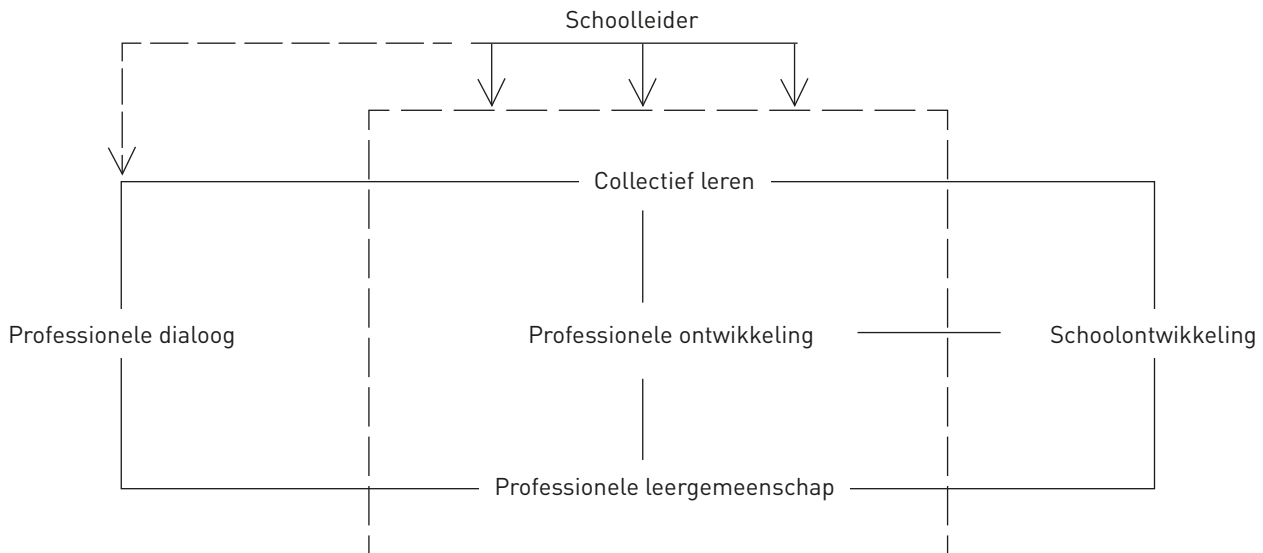 Schoolleider
Collectief leren
Professionele dialoog
Professionele ontwikkeling
Schoolontwikkeling
Professionele leergemeenschap